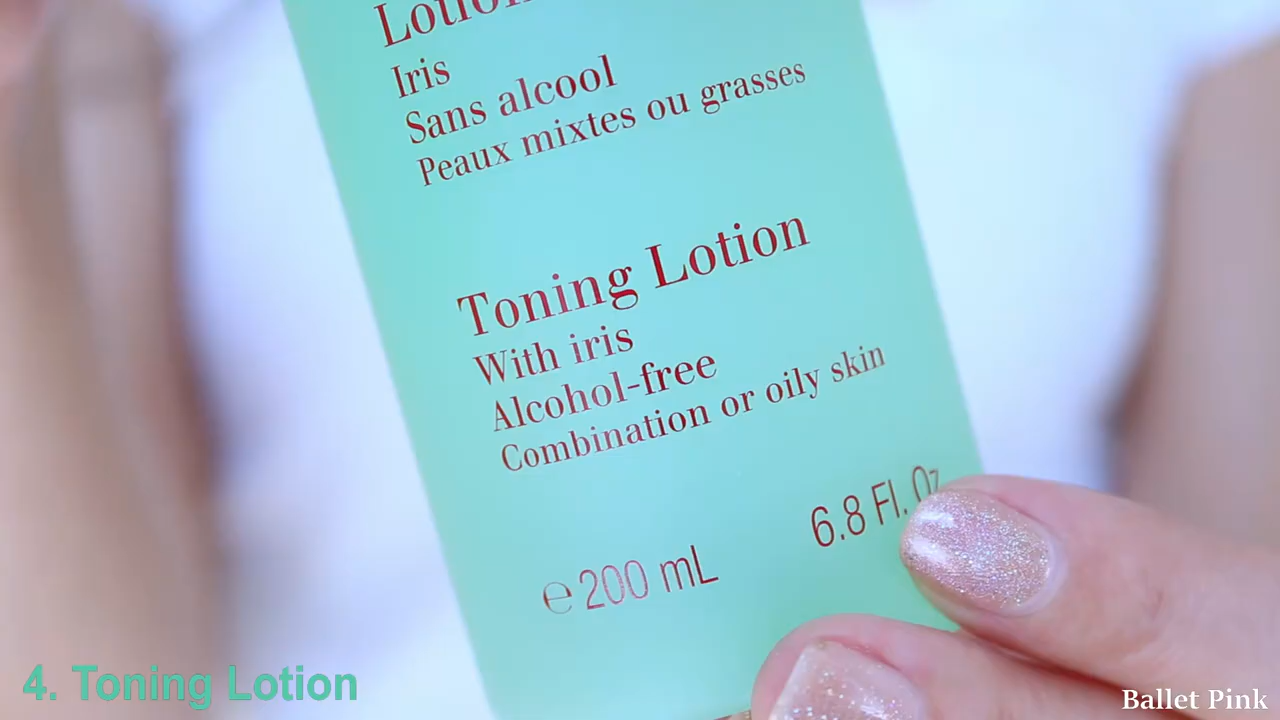 Lotion
Iris
Sans alcool
Peaux mixtes ou grasses
Toning Lotion
With iris
Alcohol-free
Combination or oily skin
℮ 200 mL
6.8 Fl. Oz
4. Toning Lotion
Ballet Pink